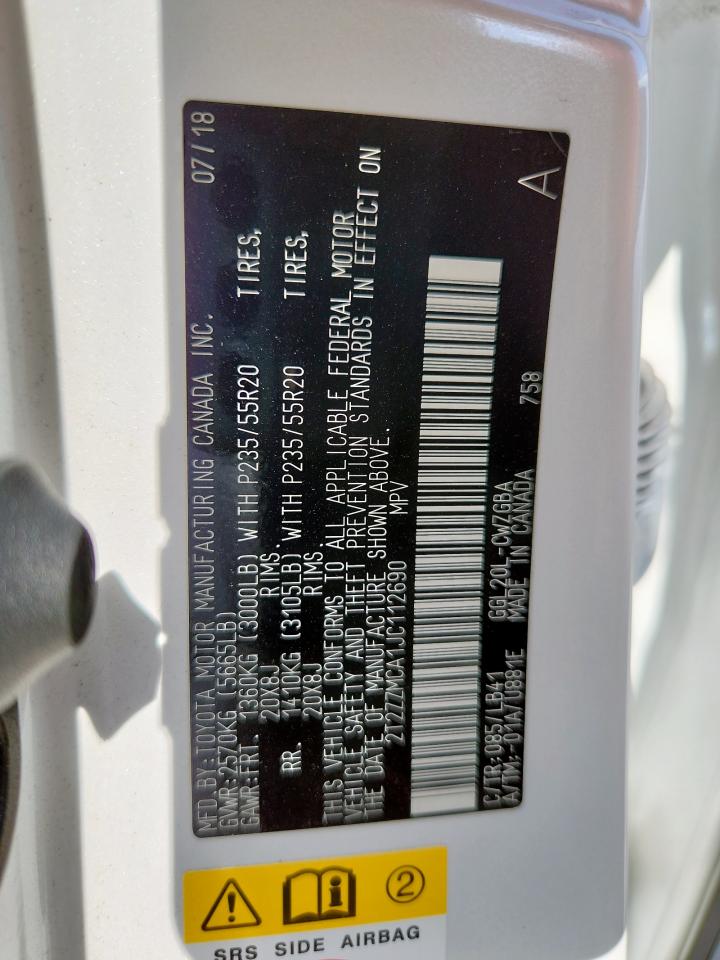 MFD.BY:TOYOTA MOTOR MANUFACTURING CANADA INC. 07/18
GVWR:2570KG (5665LB)
GAWR:FRT. 1360KG (3000LB) WITH P235/55R20 TIRES,
20X8J RIMS.
RR. 1410KG (3105LB) WITH P235/55R20 TIRES,
20X8J RIMS.
THIS VEHICLE CONFORMS TO ALL APPLICABLE FEDERAL MOTOR
VEHICLE SAFETY AND THEFT PREVENTION STANDARDS IN EFFECT ON
THE DATE OF MANUFACTURE SHOWN ABOVE.
2T2ZZMCA1JC112690 MPV
C/TR:085/LB41 GGL20L-CWZGBA
A/TM:-01A/U881E MADE IN CANADA 758 A
2
SRS SIDE AIRBAG